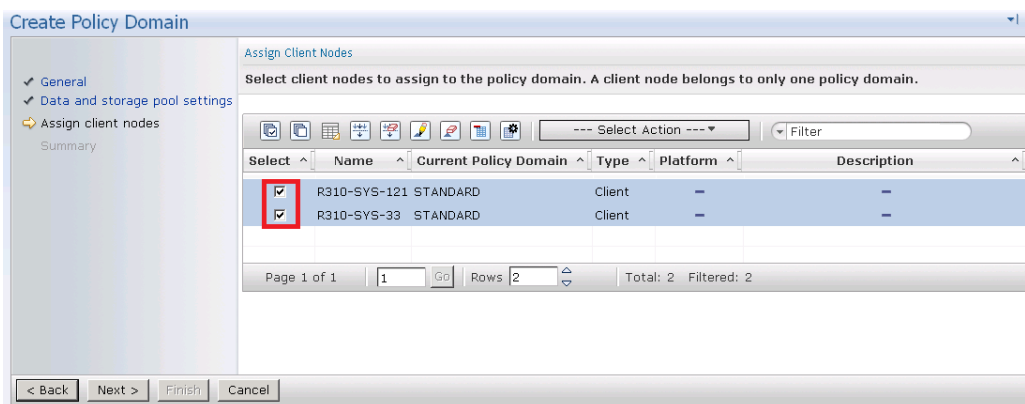 Create Policy Domain
General
Data and storage pool settings
Assign client nodes
Summary
Assign Client Nodes
Select client nodes to assign to the policy domain. A client node belongs to only one policy domain.
--- Select Action --- Filter
Select Name Current Policy Domain Type Platform Description
R310-SYS-121 STANDARD Client
R310-SYS-33 STANDARD Client
Page 1 of 1 1 Go Rows 2 Total: 2 Filtered: 2
< Back Next > Finish Cancel